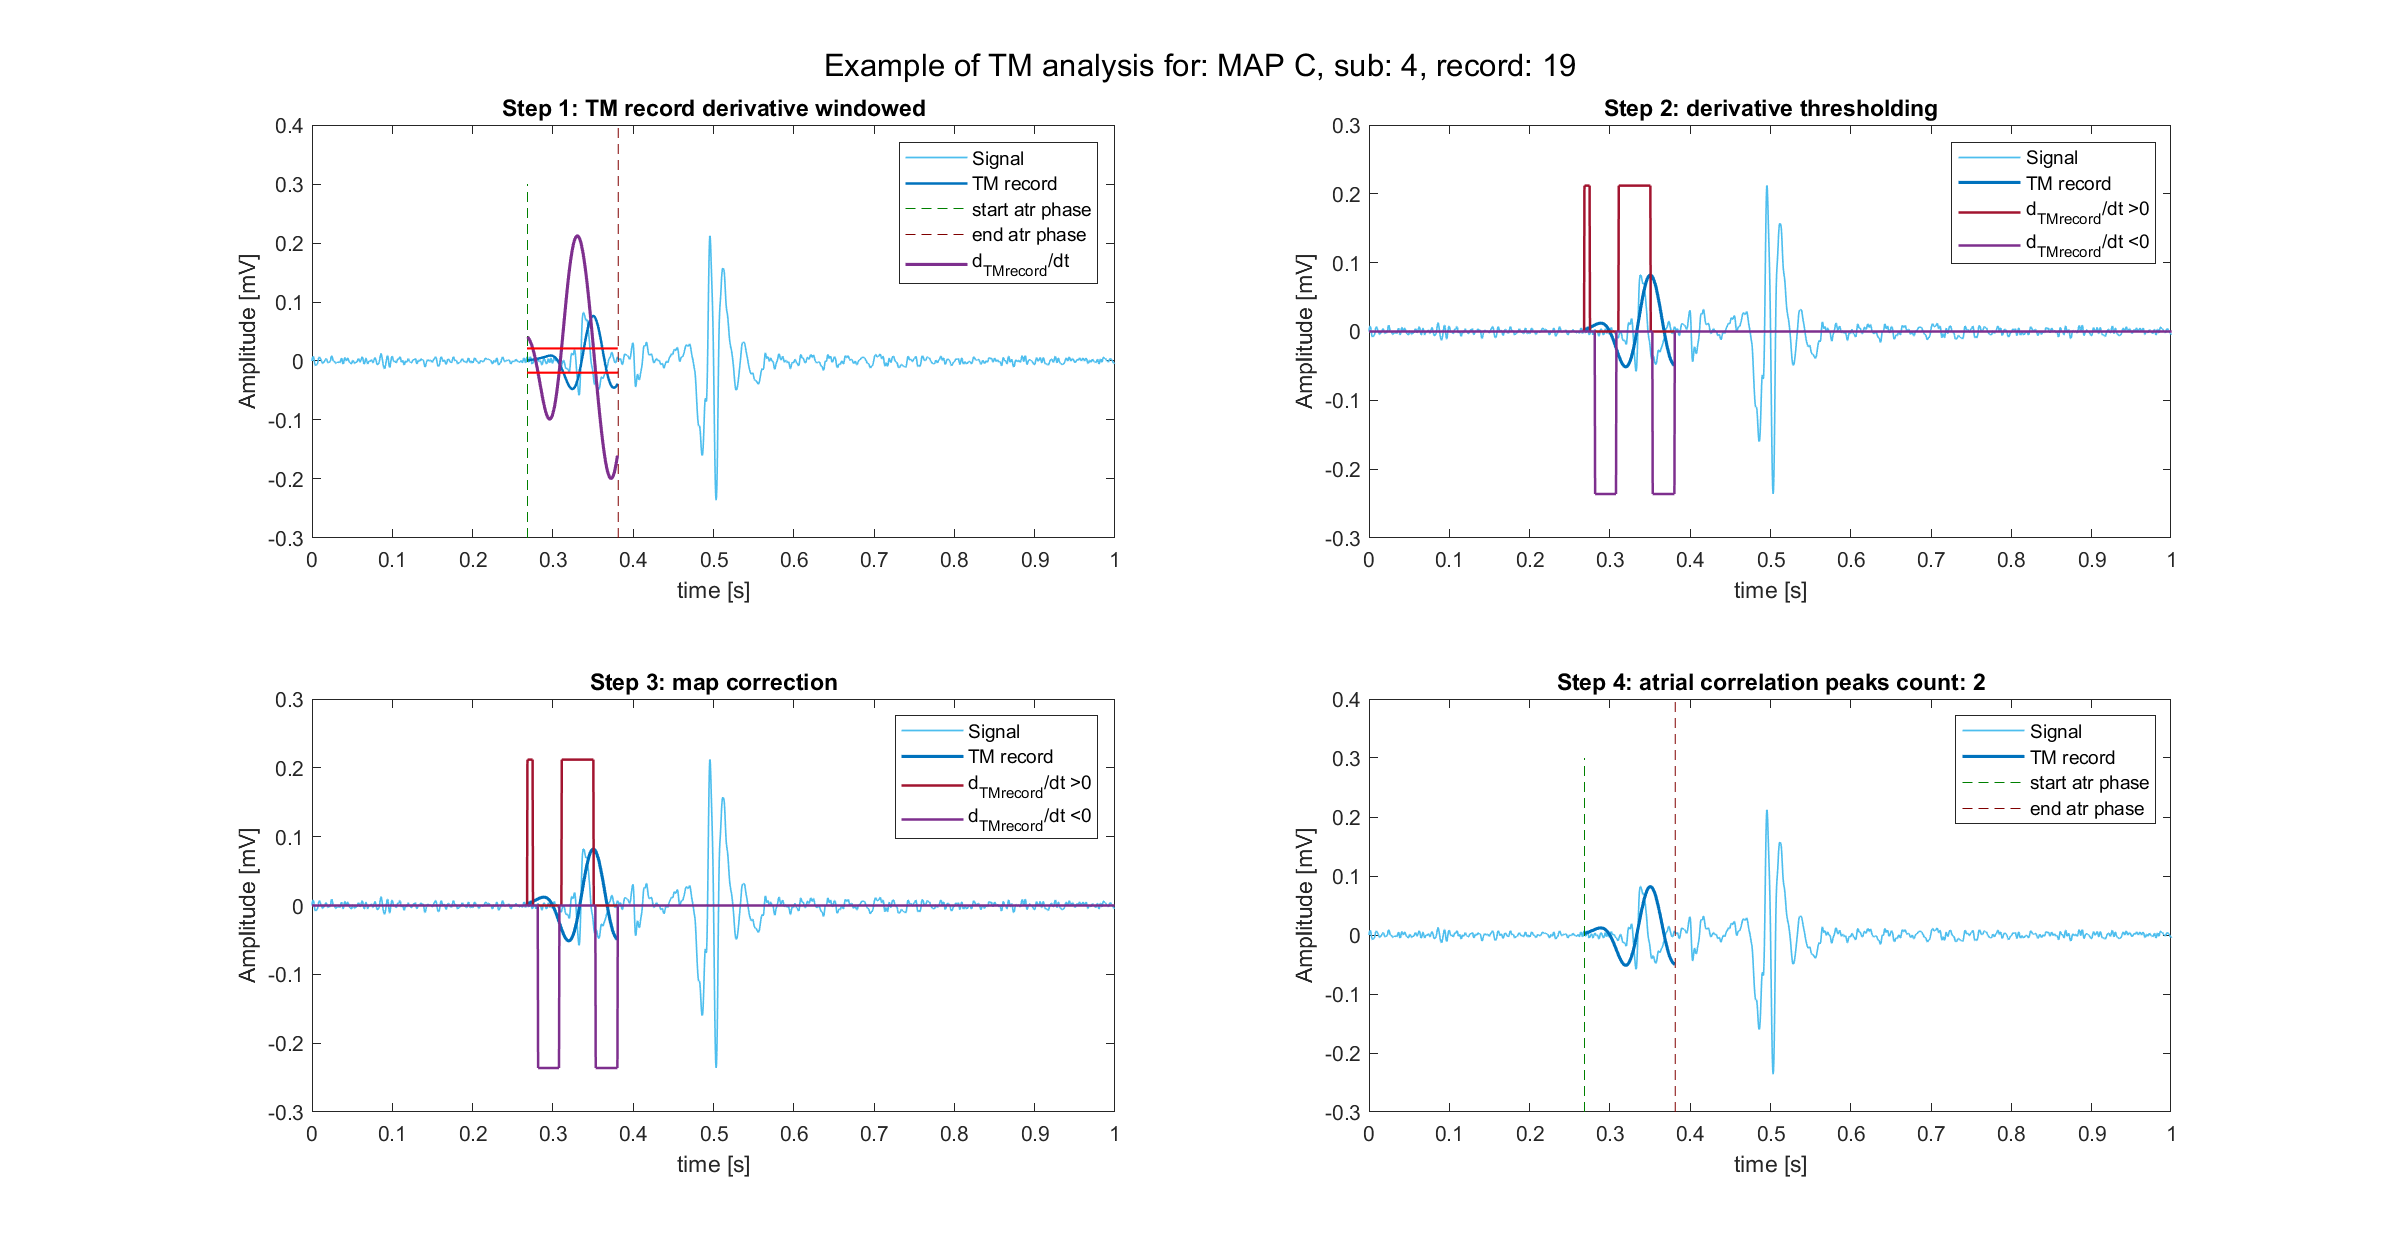 Example of TM analysis for: MAP C, sub: 4, record: 19
Step 1: TM record derivative windowed
Amplitude [mV]
0.4
0.3
0.2
0.1
0
-0.1
-0.2
-0.3
Signal
TM record
start atr phase
end atr phase
dTMrecord/dt
0 0.1 0.2 0.3 0.4 0.5 0.6 0.7 0.8 0.9 1
time [s]
Step 2: derivative thresholding
Amplitude [mV]
0.3
0.2
0.1
0
-0.1
-0.2
-0.3
Signal
TM record
dTMrecord/dt >0
dTMrecord/dt <0
0 0.1 0.2 0.3 0.4 0.5 0.6 0.7 0.8 0.9 1
time [s]
Step 3: map correction
Amplitude [mV]
0.3
0.2
0.1
0
-0.1
-0.2
-0.3
Signal
TM record
dTMrecord/dt >0
dTMrecord/dt <0
0 0.1 0.2 0.3 0.4 0.5 0.6 0.7 0.8 0.9 1
time [s]
Step 4: atrial correlation peaks count: 2
Amplitude [mV]
0.4
0.3
0.2
0.1
0
-0.1
-0.2
-0.3
Signal
TM record
start atr phase
end atr phase
0 0.1 0.2 0.3 0.4 0.5 0.6 0.7 0.8 0.9 1
time [s]